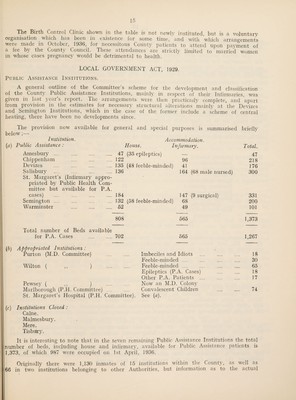 15
The Birth Control Clinic shown in the table is not newly instituted, but is a voluntary
organisation which has been in existence for some time, and with which arrangements
were made in October, 1936, for necessitous County patients to attend upon payment of
a fee by the County Council. These attendances are strictly limited to married women
in whose cases pregnancy would be detrimental to health.
LOCAL GOVERNMENT ACT, 1929.
PUBLIC ASSISTANCE INSTITUTIONS.
A general outline of the Committee's scheme for the development and classification
of the County Public Assistance Institutions, mainly in respect of their Infirmaries, was
given in last year's report. The arrangements were then practically complete, and apart
from provision in the estimates for necessary structural alterations mainly at the Devizes
and Semington Institutions, which in the case of the former include a scheme of central
heating, there have been no developments since.
The provision now available for general and special purposes is summarised briefly
below:—
Institution. Accommodation.
(a) Public Assistance: House. Infirmary. Total.
Amesbury 47 (35 epileptics) 47
Chippenham 122 96 218
Devizes 135 (48 feeble-minded) 41 176
Salisbury 136 164 (68 male nursed) 300
St. Margaret's (Infirmary appro-
priated by Public Health Com-
mittee but available for P.A.
cases) 184 147 (9 surgical) 331
Semington 132 (58 feeble-minded) 68 200
Warminster 52 49 101
808 565 1,373
Total number of Beds available
for P.A. Cases 702 565 1,267
(b) Appropriated Institutions:
Purton (M.D. Committee) Imbeciles and Idiots 18
Feeble-minded 30
Wilton ( „ ) Feeble-minded 63
Epileptics (P.A. Cases) 18
Other P.A. Patients 17
Pewsey ( Now an M.D. Colony
Marlborough (P.H. Committee) Convalescent Children 74
St. Margaret's Hospital (P.H. Committee). See (a).
(c) Institutions Closed:
Calne.
Malmesbury.
Mere.
Tisbury.
It is interesting to note that in the seven remaining Public Assistance Institutions the total
number of beds, including house and infirmary, available for Public Assistance patients is
1,373, of which 987 were occupied on 1st April, 1936.
Originally there were 1,130 inmates of 15 institutions within the County, as well as
66 in two institutions belonging to other Authorities, but information as to the actual